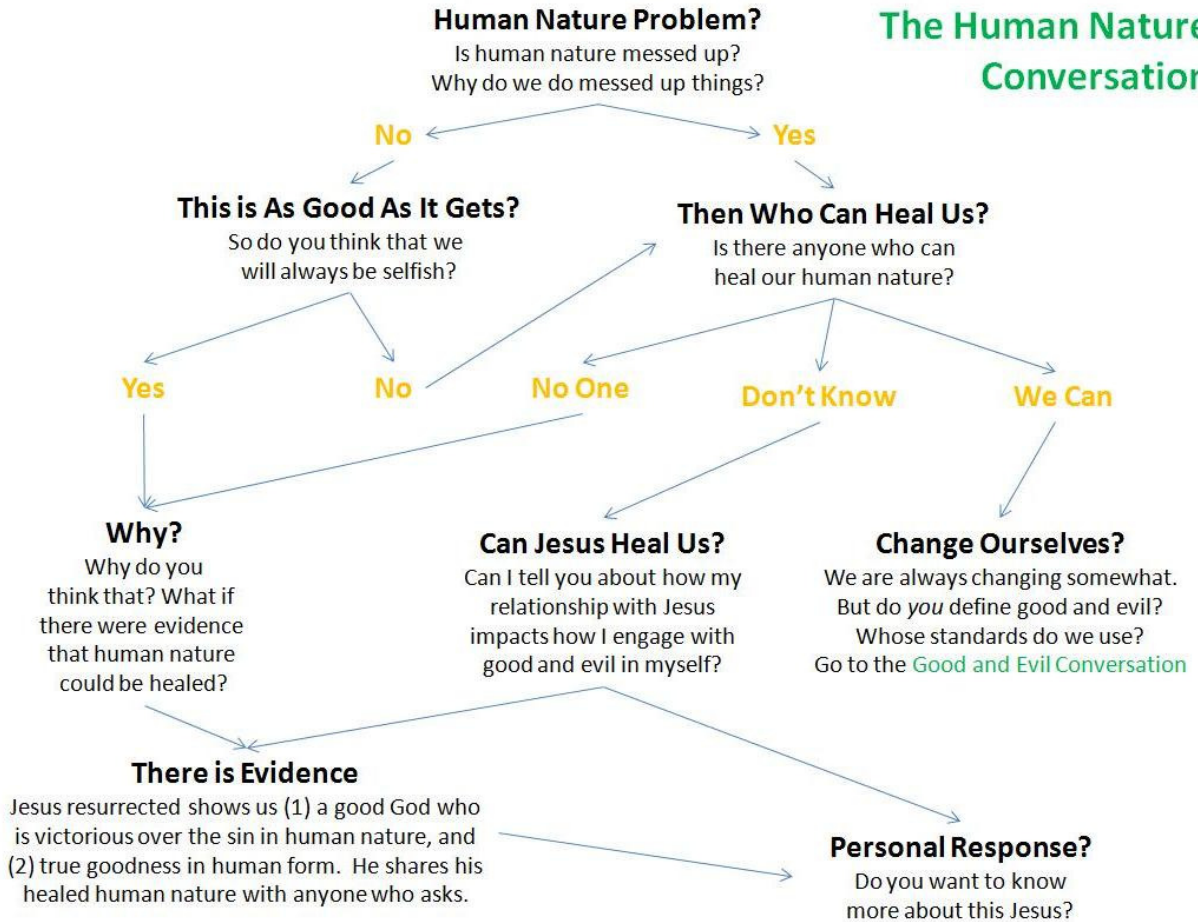 Human Nature Problem?
Is human nature messed up?
Why do we do messed up things?
The Human Nature
Conversation
No
Yes
This is As Good As It Gets?
So do you think that we
will always be selfish?
Then Who Can Heal Us?
Is there anyone who can
heal our human nature?
Yes
No
No One
Don't Know
We Can
Why?
Why do you
think that? What if
there were evidence
that human nature
could be healed?
Can Jesus Heal Us?
Can I tell you about how my
relationship with Jesus
impacts how I engage with
good and evil in myself?
Change Ourselves?
We are always changing somewhat.
But do you define good and evil?
Whose standards do we use?
Go to the Good and Evil Conversation
There is Evidence
Jesus resurrected shows us (1) a good God who
is victorious over the sin in human nature, and
(2) true goodness in human form. He shares his
healed human nature with anyone who asks.
Personal Response?
Do you want to know
more about this Jesus?